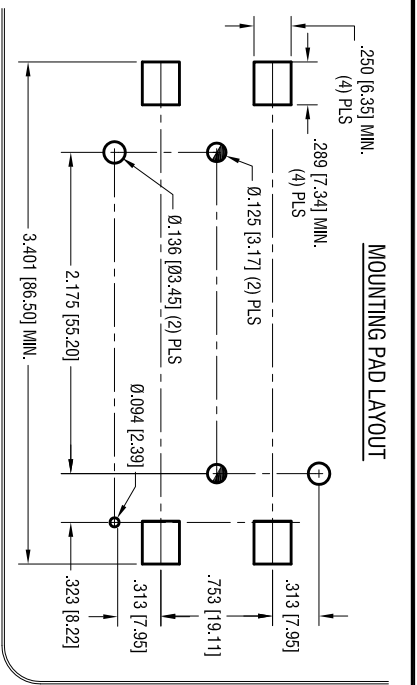 MOUNTING PAD LAYOUT
.250 [6.35] MIN.
(4) PLS
.289 [7.34] MIN.
(4) PLS
Ø.125 [3.17] (2) PLS
Ø.136 [Ø3.45] (2) PLS
Ø.094 [2.39]
2.175 [55.20]
3.401 [86.50] MIN.
.313 [7.95]
.753 [19.11]
.313 [7.95]
.323 [8.22]